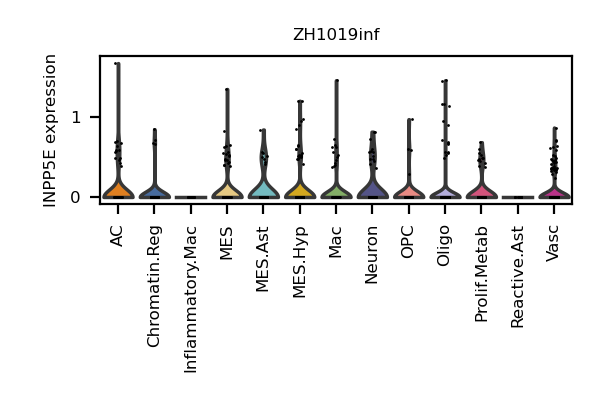 ZH1019inf
INPP5E expression
1
0
AC
Chromatin.Reg
Inflammatory.Mac
MES
MES.Ast
MES.Hyp
Mac
Neuron
OPC
Oligo
Prolif.Metab
Reactive.Ast
Vasc